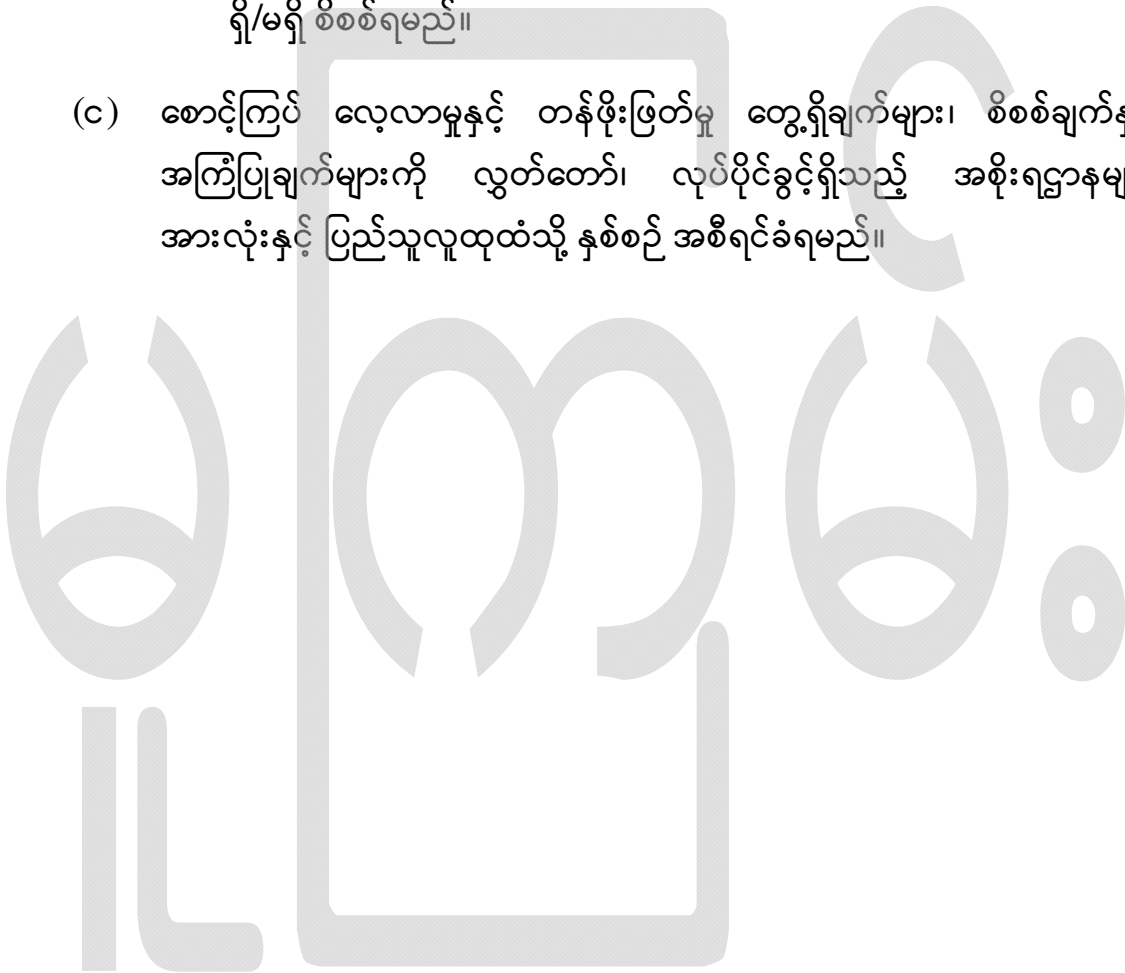 ရှိ/မရှိ စိစစ်ရမည်။
(င) စောင့်ကြပ် လေ့လာမှုနှင့် တန်ဖိုးဖြတ်မှု တွေ့ရှိချက်များ၊
အကြံပြုချက်များကို လွှတ်တော်၊ လုပ်ပိုင်ခွင့်ရှိသည့်
အားလုံးနှင့် ပြည်သူလူထုထံသို့ နှစ်စဉ် အစီရင်ခံရမည်။
မူကြမ်း